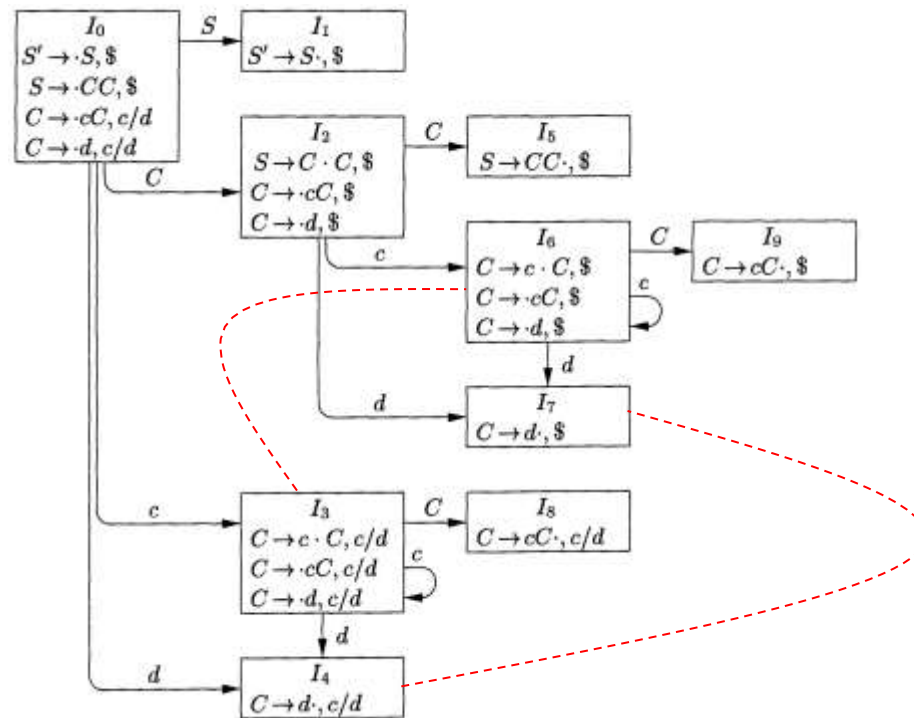 I₀
S' → ·S, $
S → ·CC, $
C → ·cC, c/d
C → ·d, c/d
S
I₁
S' → S·, $
C
I₂
S → C · C, $
C → ·cC, $
C → ·d, $
C
I₅
S → CC·, $
c
I₆
C → c · C, $
C → ·cC, $
C → ·d, $
c
C
I₉
C → cC·, $
d
d
I₇
C → d·, $
c
I₃
C → c · C, c/d
C → ·cC, c/d
C → ·d, c/d
c
C
I₈
C → cC·, c/d
d
d
I₄
C → d·, c/d